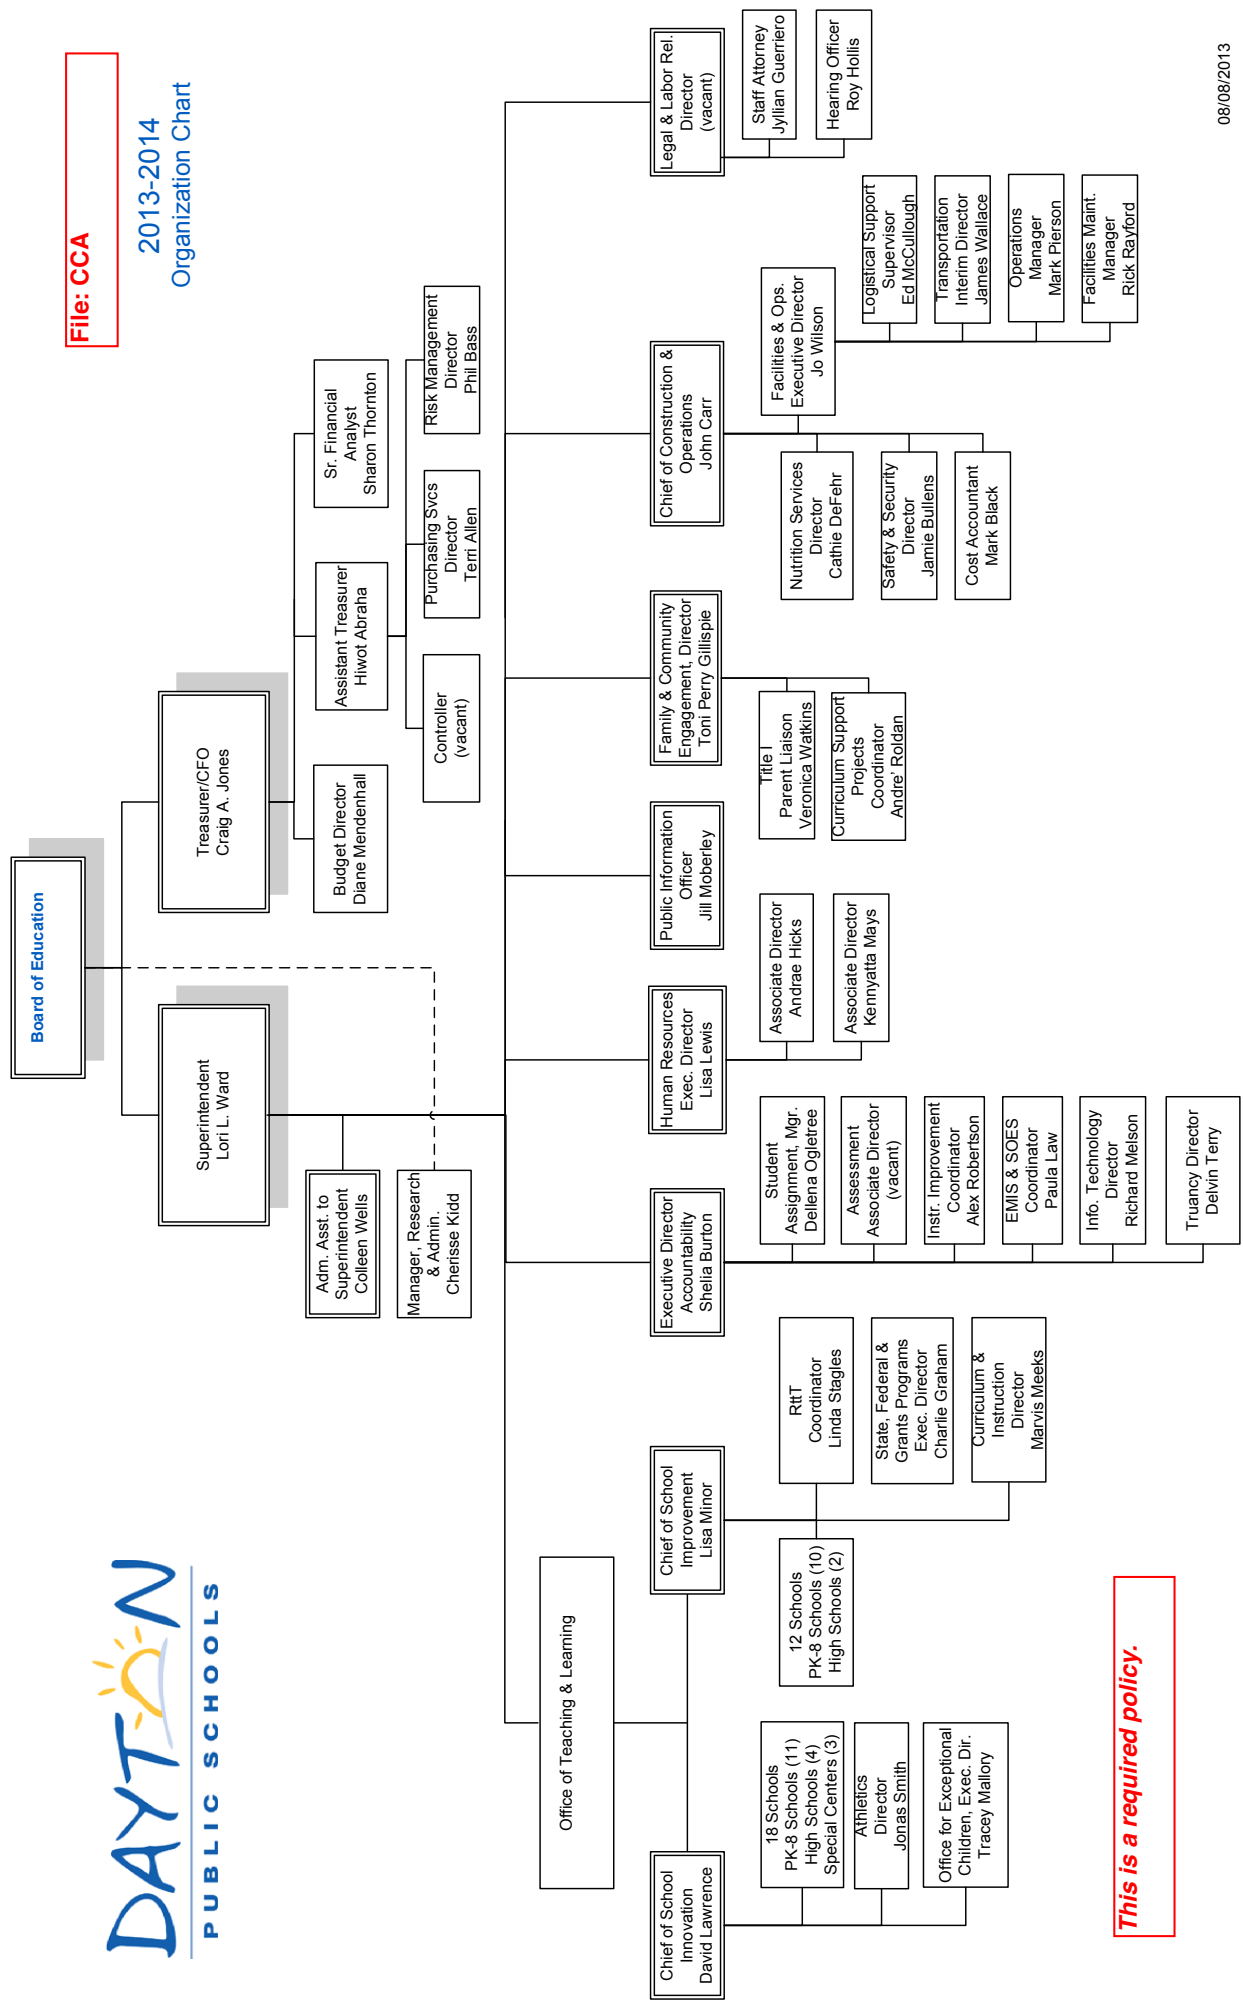 DAYTON
PUBLIC SCHOOLS
File: CCA
2013-2014
Organization Chart
Board of Education
Superintendent
Lori L. Ward
Treasurer/CFO
Craig A. Jones
Adm. Asst. to
Superintendent
Colleen Wells
Manager, Research
& Admin.
Cherisse Kidd
Budget Director
Diane Mendenhall
Assistant Treasurer
Hiwot Abraha
Sr. Financial
Analyst
Sharon Thornton
Controller
(vacant)
Purchasing Svcs
Director
Terri Allen
Risk Management
Director
Phil Bass
Office of Teaching & Learning
Chief of School
Innovation
David Lawrence
18 Schools
PK-8 Schools (11)
High Schools (4)
Special Centers (3)
Athletics
Director
Jonas Smith
Office for Exceptional
Children, Exec. Dir.
Tracey Mallory
Chief of School
Improvement
Lisa Minor
12 Schools
PK-8 Schools (10)
High Schools (2)
RttT
Coordinator
Linda Stagles
State, Federal &
Grants Programs
Exec. Director
Charlie Graham
Curriculum &
Instruction
Director
Marvis Meeks
Executive Director
Accountability
Shelia Burton
Student
Assignment, Mgr.
Dellena Ogletree
Assessment
Associate Director
(vacant)
Instr. Improvement
Coordinator
Alex Robertson
EMIS & SOES
Coordinator
Paula Law
Info. Technology
Director
Richard Melson
Truancy Director
Delvin Terry
Human Resources
Exec. Director
Lisa Lewis
Associate Director
Andrae Hicks
Associate Director
Kennyatta Mays
Public Information
Officer
Jill Moberley
Family & Community
Engagement, Director
Toni Perry Gillispie
Title I
Parent Liaison
Veronica Watkins
Curriculum Support
Projects
Coordinator
Andre’ Roldan
Chief of Construction &
Operations
John Carr
Nutrition Services
Director
Cathie DeFehr
Safety & Security
Director
Jamie Bullens
Cost Accountant
Mark Black
Facilities & Ops.
Executive Director
Jo Wilson
Logistical Support
Supervisor
Ed McCullough
Transportation
Interim Director
James Wallace
Operations
Manager
Mark Pierson
Facilities Maint.
Manager
Rick Rayford
Legal & Labor Rel.
Director
(vacant)
Staff Attorney
Jyllian Guerriero
Hearing Officer
Roy Hollis
This is a required policy.
08/08/2013